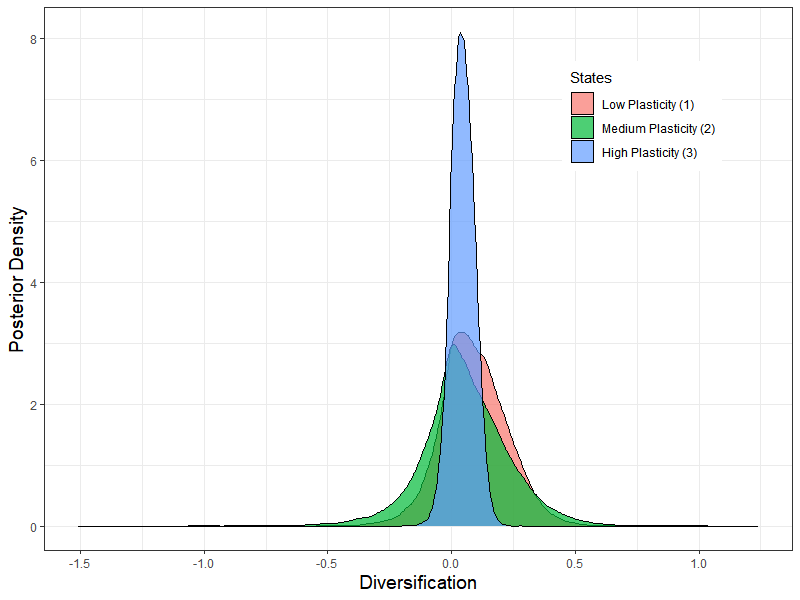 States
Low Plasticity (1)
Medium Plasticity (2)
High Plasticity (3)
8
6
4
2
0
Posterior Density
-1.5
-1.0
-0.5
0.0
0.5
1.0
Diversification